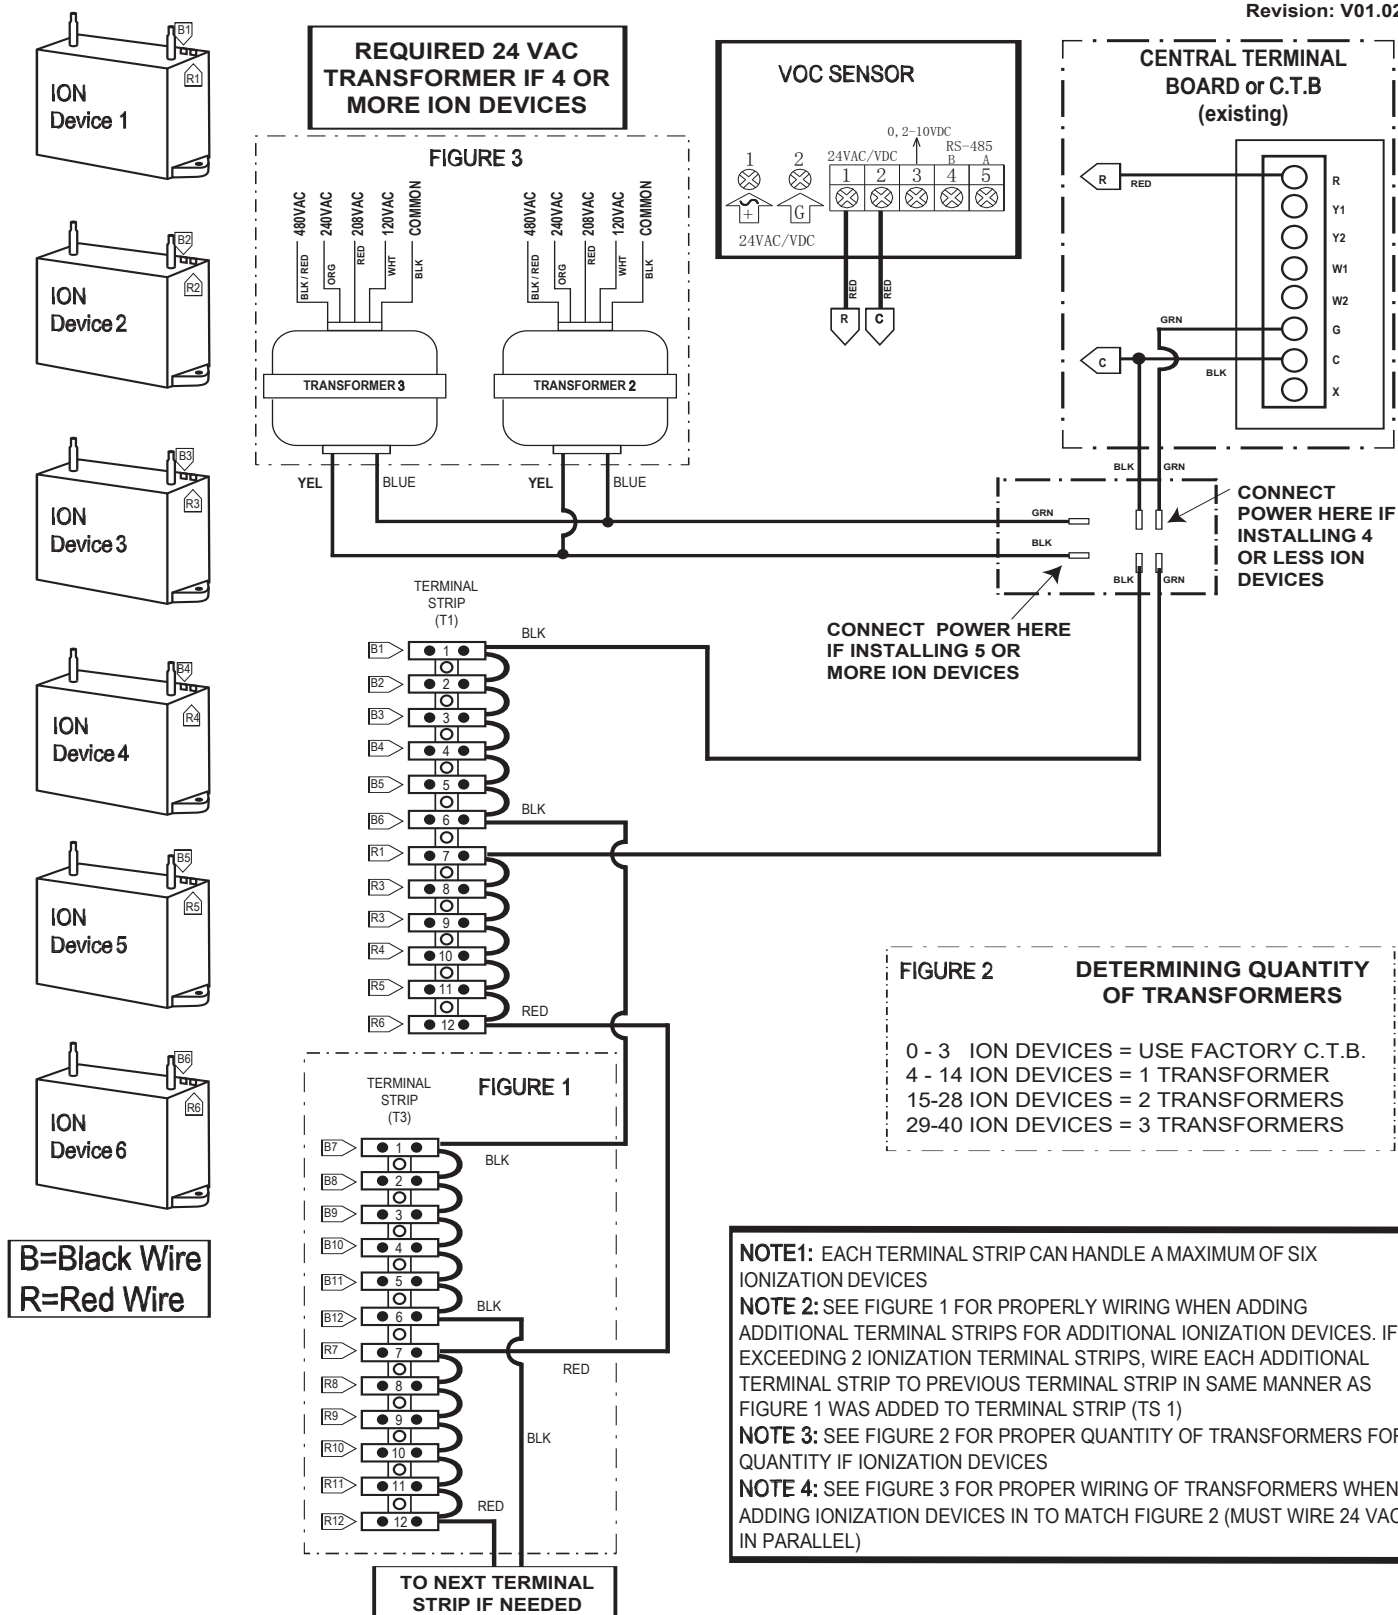 Revision: V01.02
B1
R1
ION
Device 1
B2
R2
ION
Device 2
B3
R3
ION
Device 3
B4
R4
ION
Device 4
B5
R5
ION
Device 5
B6
R6
ION
Device 6
B=Black Wire
R=Red Wire
REQUIRED 24 VAC
TRANSFORMER IF 4 OR
MORE ION DEVICES
FIGURE 3
480VAC
240VAC
208VAC
120VAC
COMMON
BLK / RED
ORG
RED
WHT
BLK
TRANSFORMER 3
YEL
BLUE
480VAC
240VAC
208VAC
120VAC
COMMON
BLK / RED
ORG
RED
WHT
BLK
TRANSFORMER 2
YEL
BLUE
VOC SENSOR
0, 2-10VDC
RS-485
24VAC/VDC
B
A
1
2
1
2
3
4
5
+
G
24VAC/VDC
RED
RED
R
C
CENTRAL TERMINAL
BOARD or C.T.B
(existing)
R
RED
R
Y1
Y2
W1
W2
GRN
G
C
BLK
C
X
BLK
GRN
GRN
BLK
BLK
GRN
CONNECT
POWER HERE IF
INSTALLING 4
OR LESS ION
DEVICES
CONNECT POWER HERE
IF INSTALLING 5 OR
MORE ION DEVICES
TERMINAL
STRIP
(T1)
BLK
B1
1
B2
2
B3
3
B4
4
B5
5
BLK
B6
6
R1
7
R3
8
R3
9
R4
10
R5
11
RED
R6
12
FIGURE 1
TERMINAL
STRIP
(T3)
B7
1
BLK
B8
2
B9
3
B10
4
B11
5
BLK
B12
6
R7
7
RED
R8
8
R9
9
R10
10
BLK
R11
11
RED
R12
12
TO NEXT TERMINAL
STRIP IF NEEDED
FIGURE 2
DETERMINING QUANTITY
OF TRANSFORMERS
0 - 3 ION DEVICES = USE FACTORY C.T.B.
4 - 14 ION DEVICES = 1 TRANSFORMER
15-28 ION DEVICES = 2 TRANSFORMERS
29-40 ION DEVICES = 3 TRANSFORMERS
NOTE1: EACH TERMINAL STRIP CAN HANDLE A MAXIMUM OF SIX
IONIZATION DEVICES
NOTE 2: SEE FIGURE 1 FOR PROPERLY WIRING WHEN ADDING
ADDITIONAL TERMINAL STRIPS FOR ADDITIONAL IONIZATION DEVICES. IF
EXCEEDING 2 IONIZATION TERMINAL STRIPS, WIRE EACH ADDITIONAL
TERMINAL STRIP TO PREVIOUS TERMINAL STRIP IN SAME MANNER AS
FIGURE 1 WAS ADDED TO TERMINAL STRIP (TS 1)
NOTE 3: SEE FIGURE 2 FOR PROPER QUANTITY OF TRANSFORMERS FOR
QUANTITY IF IONIZATION DEVICES
NOTE 4: SEE FIGURE 3 FOR PROPER WIRING OF TRANSFORMERS WHEN
ADDING IONIZATION DEVICES IN TO MATCH FIGURE 2 (MUST WIRE 24 VAC
IN PARALLEL)